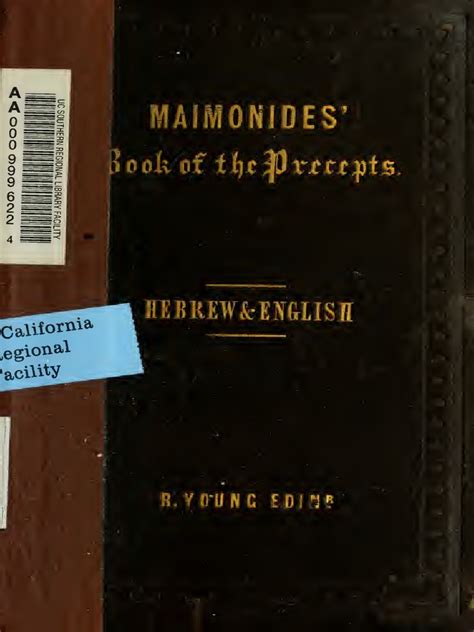 MAIMONIDES'
Book of the Precepts.
HEBREW & ENGLISH
R. YOUNG EDINR
UC SOUTHERN REGIONAL LIBRARY FACILITY
AA 000 999 622 4
California
egional
acility